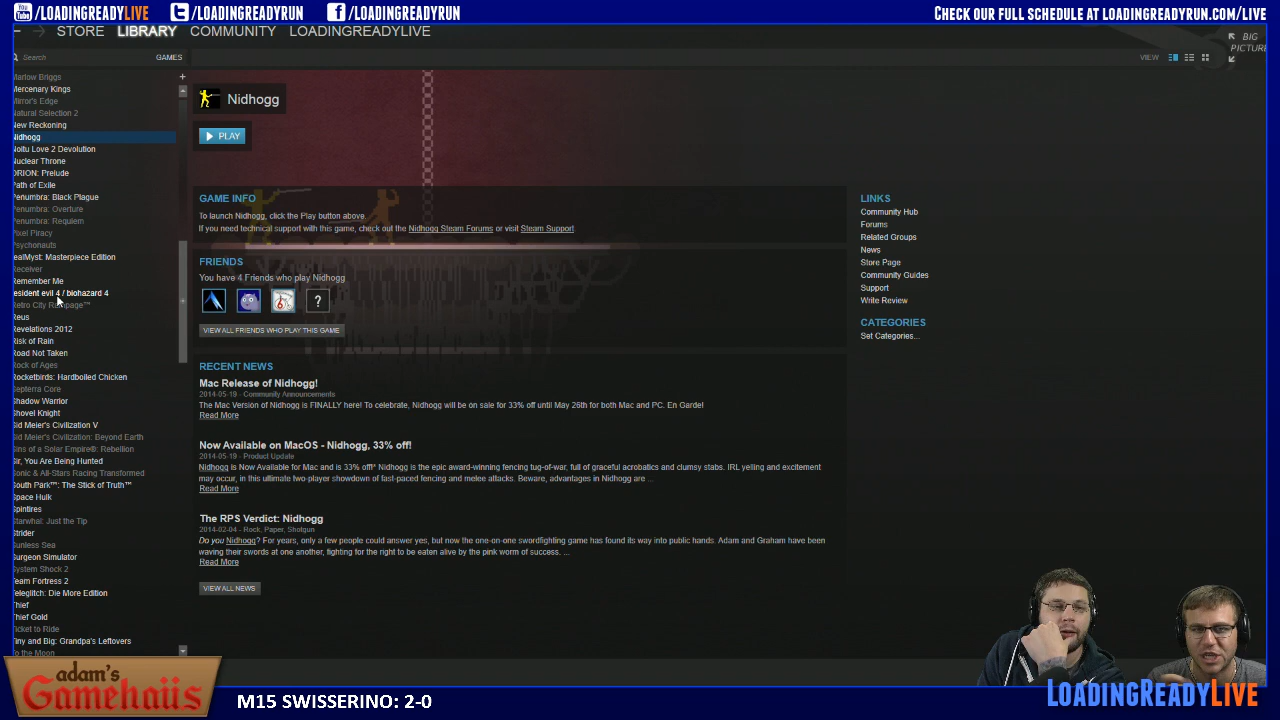 You Tube /LOADINGREADYLIVE /LOADINGREADYRUN /LOADINGREADYRUN CHECK OUR FULL SCHEDULE AT LOADINGREADYRUN.COM/LIVE
STORE LIBRARY COMMUNITY LOADINGREADYLIVE
BIG PICTURE
Search GAMES VIEW
Marlow Briggs
Mercenary Kings
Mirror's Edge
Natural Selection 2
New Reckoning
Nidhogg
Noitu Love 2 Devolution
Nuclear Throne
ORION: Prelude
Path of Exile
Penumbra: Black Plague
Penumbra: Overture
Penumbra: Requiem
Pixel Piracy
Psychonauts
realMyst: Masterpiece Edition
Receiver
Remember Me
resident evil 4 / biohazard 4
Retro City Rampage™
Reus
Revelations 2012
Risk of Rain
Road Not Taken
Rock of Ages
Rocketbirds: Hardboiled Chicken
Septerra Core
Shadow Warrior
Shovel Knight
Sid Meier's Civilization V
Sid Meier's Civilization: Beyond Earth
Sins of a Solar Empire®: Rebellion
Sir, You Are Being Hunted
Sonic & All-Stars Racing Transformed
South Park™: The Stick of Truth™
Space Hulk
Spintires
Starwhal: Just the Tip
Strider
Sunless Sea
Surgeon Simulator
System Shock 2
Team Fortress 2
Teleglitch: Die More Edition
Thief
Thief Gold
Ticket to Ride
Tiny and Big: Grandpa's Leftovers
To the Moon
Nidhogg
PLAY
GAME INFO
To launch Nidhogg, click the Play button above.
If you need technical support with this game, check out the Nidhogg Steam Forums or visit Steam Support
FRIENDS
You have 4 Friends who play Nidhogg
?
VIEW ALL FRIENDS WHO PLAY THIS GAME
RECENT NEWS
Mac Release of Nidhogg!
2014-05-19 - Community Announcements
The Mac Version of Nidhogg is FINALLY here! To celebrate, Nidhogg will be on sale for 33% off until May 26th for both Mac and PC. En Garde!
Read More
Now Available on MacOS - Nidhogg, 33% off!
2014-05-19 - Product Update
Nidhogg is Now Available for Mac and is 33% off!* Nidhogg is the epic award-winning fencing tug-of-war, full of graceful acrobatics and clumsy stabs. IRL yelling and excitement
may occur, in this ultimate two-player showdown of fast-paced fencing and melee attacks. Beware, advantages in Nidhogg are ...
Read More
The RPS Verdict: Nidhogg
2014-02-04 - Rock, Paper, Shotgun
Do you Nidhogg? For years, only a few people could answer yes, but now the one-on-one swordfighting game has found its way into public hands. Adam and Graham have been
waving their swords at one another, fighting for the right to be eaten alive by the pink worm of success. ...
Read More
VIEW ALL NEWS
LINKS
Community Hub
Forums
Related Groups
News
Store Page
Community Guides
Support
Write Review
CATEGORIES
Set Categories...
adam's
Gamehaüs
M15 SWISSERINO: 2-0
LOADINGREADYLIVE